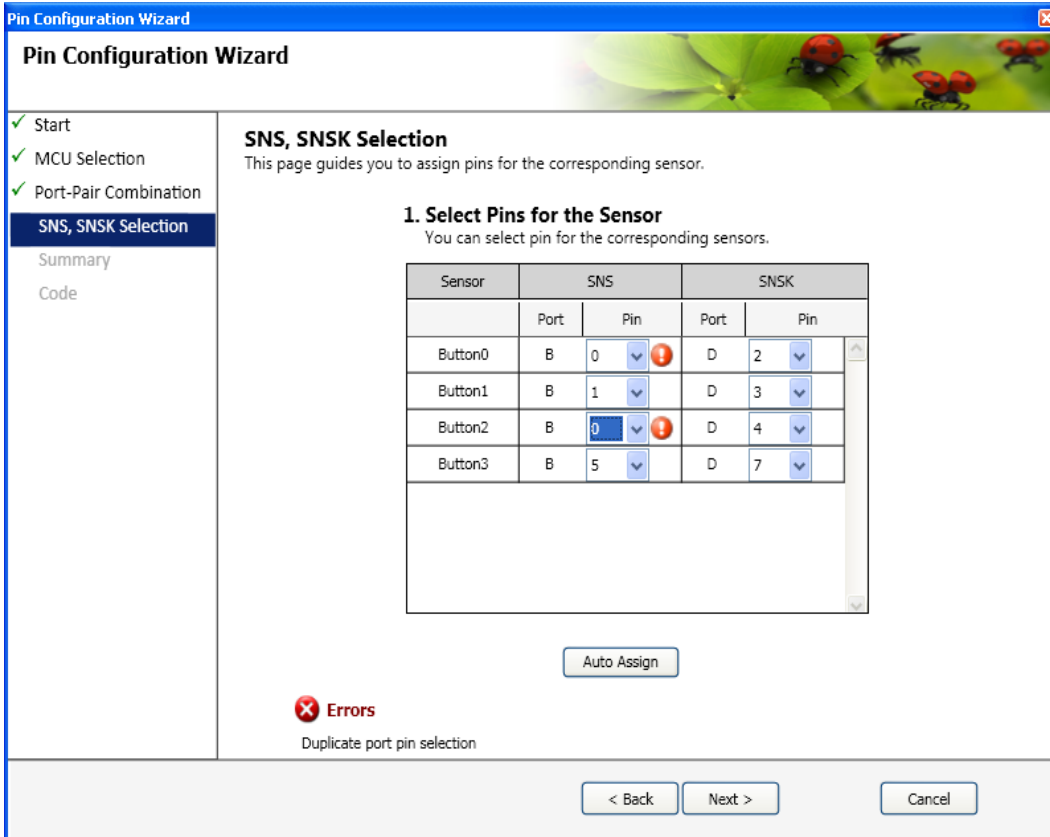 Pin Configuration Wizard
Pin Configuration Wizard
Start
MCU Selection
Port-Pair Combination
SNS, SNSK Selection
Summary
Code
SNS, SNSK Selection
This page guides you to assign pins for the corresponding sensor.
1. Select Pins for the Sensor
You can select pin for the corresponding sensors.
Sensor SNS SNSK
Port Pin Port Pin
Button0 B 0 D 2
Button1 B 1 D 3
Button2 B 0 D 4
Button3 B 5 D 7
Auto Assign
Errors
Duplicate port pin selection
< Back Next > Cancel